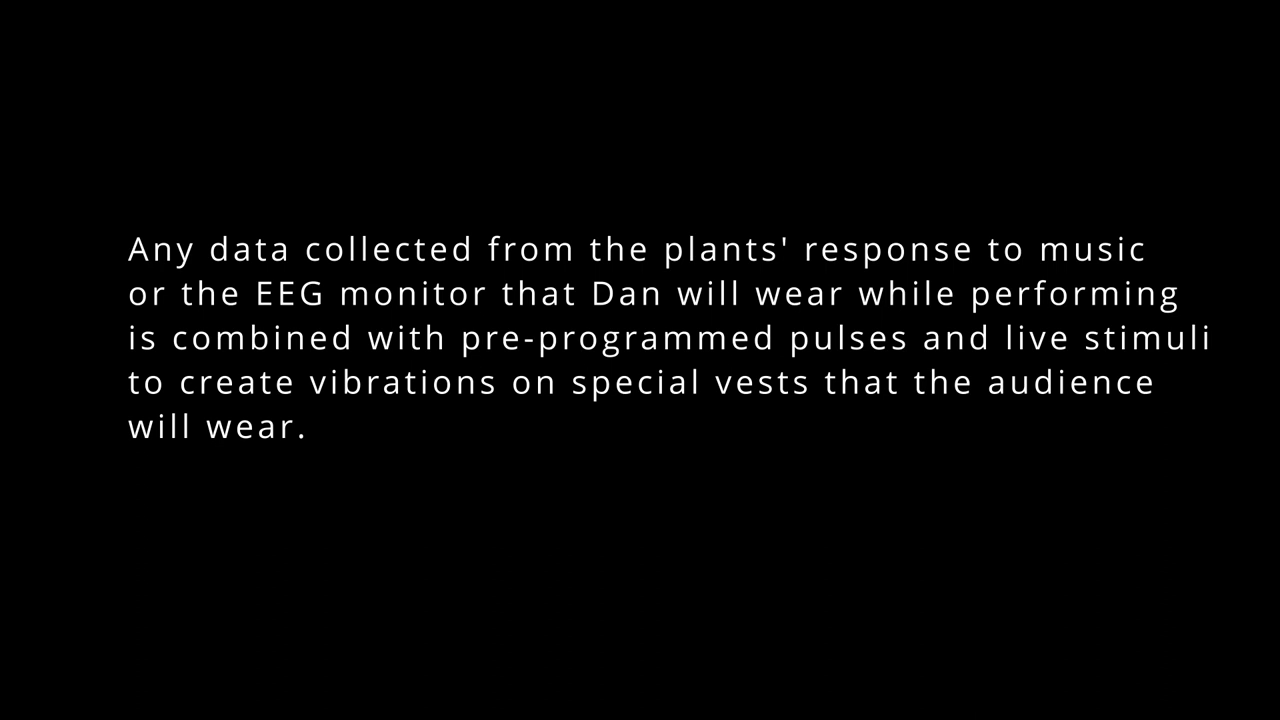 Any data collected from the plants' response to music
or the EEG monitor that Dan will wear while performing
is combined with pre-programmed pulses and live stimuli
to create vibrations on special vests that the audience
will wear.